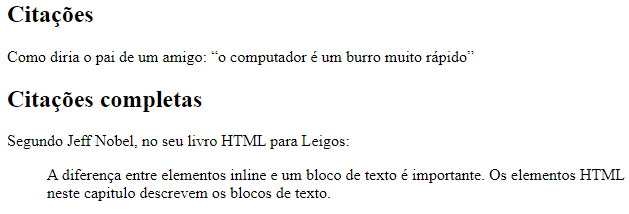 Citações
Como diria o pai de um amigo: “o computador é um burro muito rápido”
Citações completas
Segundo Jeff Nobel, no seu livro HTML para Leigos:
A diferença entre elementos inline e um bloco de texto é importante. Os elementos HTML
neste capitulo descrevem os blocos de texto.